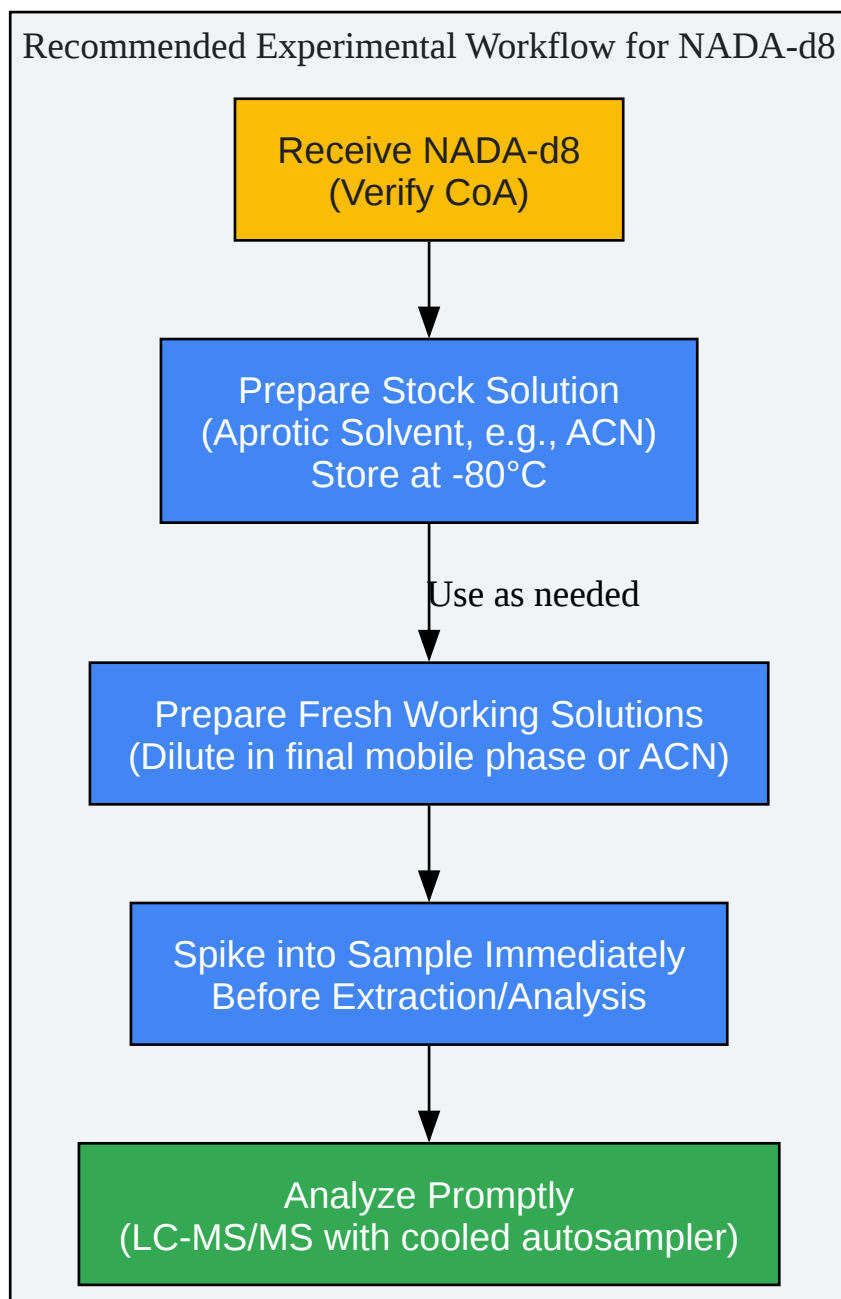 Recommended Experimental Workflow for NADA-d8
Receive NADA-d8
(Verify CoA)
Prepare Stock Solution
(Aprotic Solvent, e.g., ACN)
Store at -80°C
Use as needed
Prepare Fresh Working Solutions
(Dilute in final mobile phase or ACN)
Spike into Sample Immediately
Before Extraction/Analysis
Analyze Promptly
(LC-MS/MS with cooled autosampler)